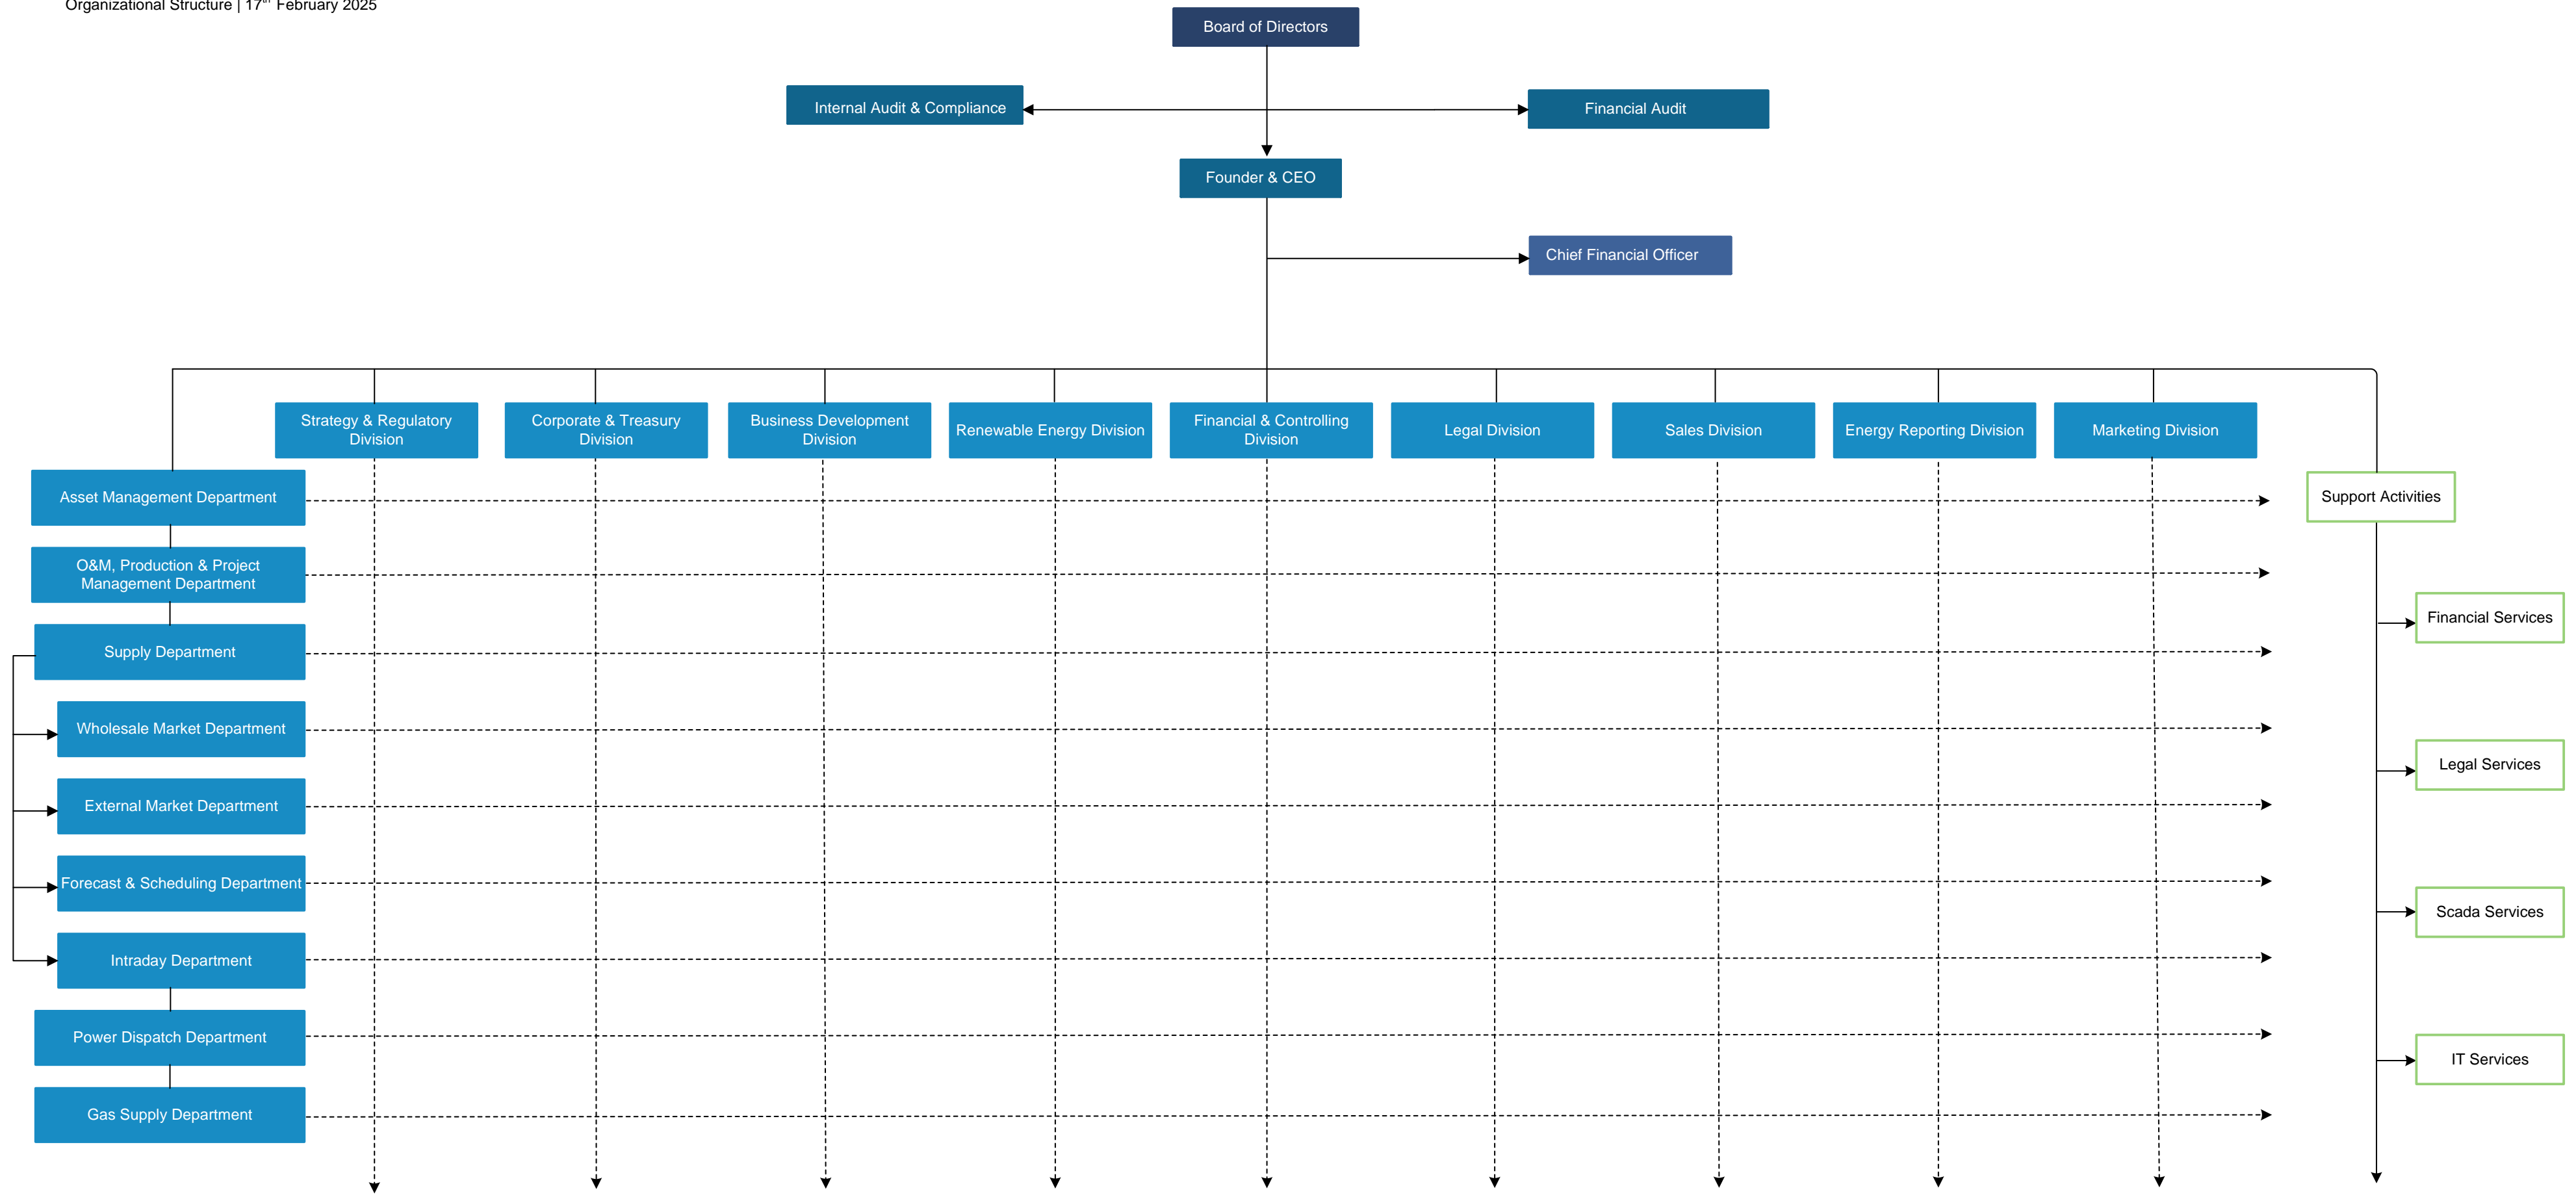 Organizational Structure | 17th February 2025
Board of Directors
Internal Audit & Compliance
Financial Audit
Founder & CEO
Chief Financial Officer
Strategy & Regulatory
Division
Corporate & Treasury
Division
Business Development
Division
Renewable Energy Division
Financial & Controlling
Division
Legal Division
Sales Division
Energy Reporting Division
Marketing Division
Asset Management Department
Support Activities
O&M, Production & Project
Management Department
Financial Services
Supply Department
Wholesale Market Department
Legal Services
External Market Department
Forecast & Scheduling Department
Scada Services
Intraday Department
Power Dispatch Department
IT Services
Gas Supply Department